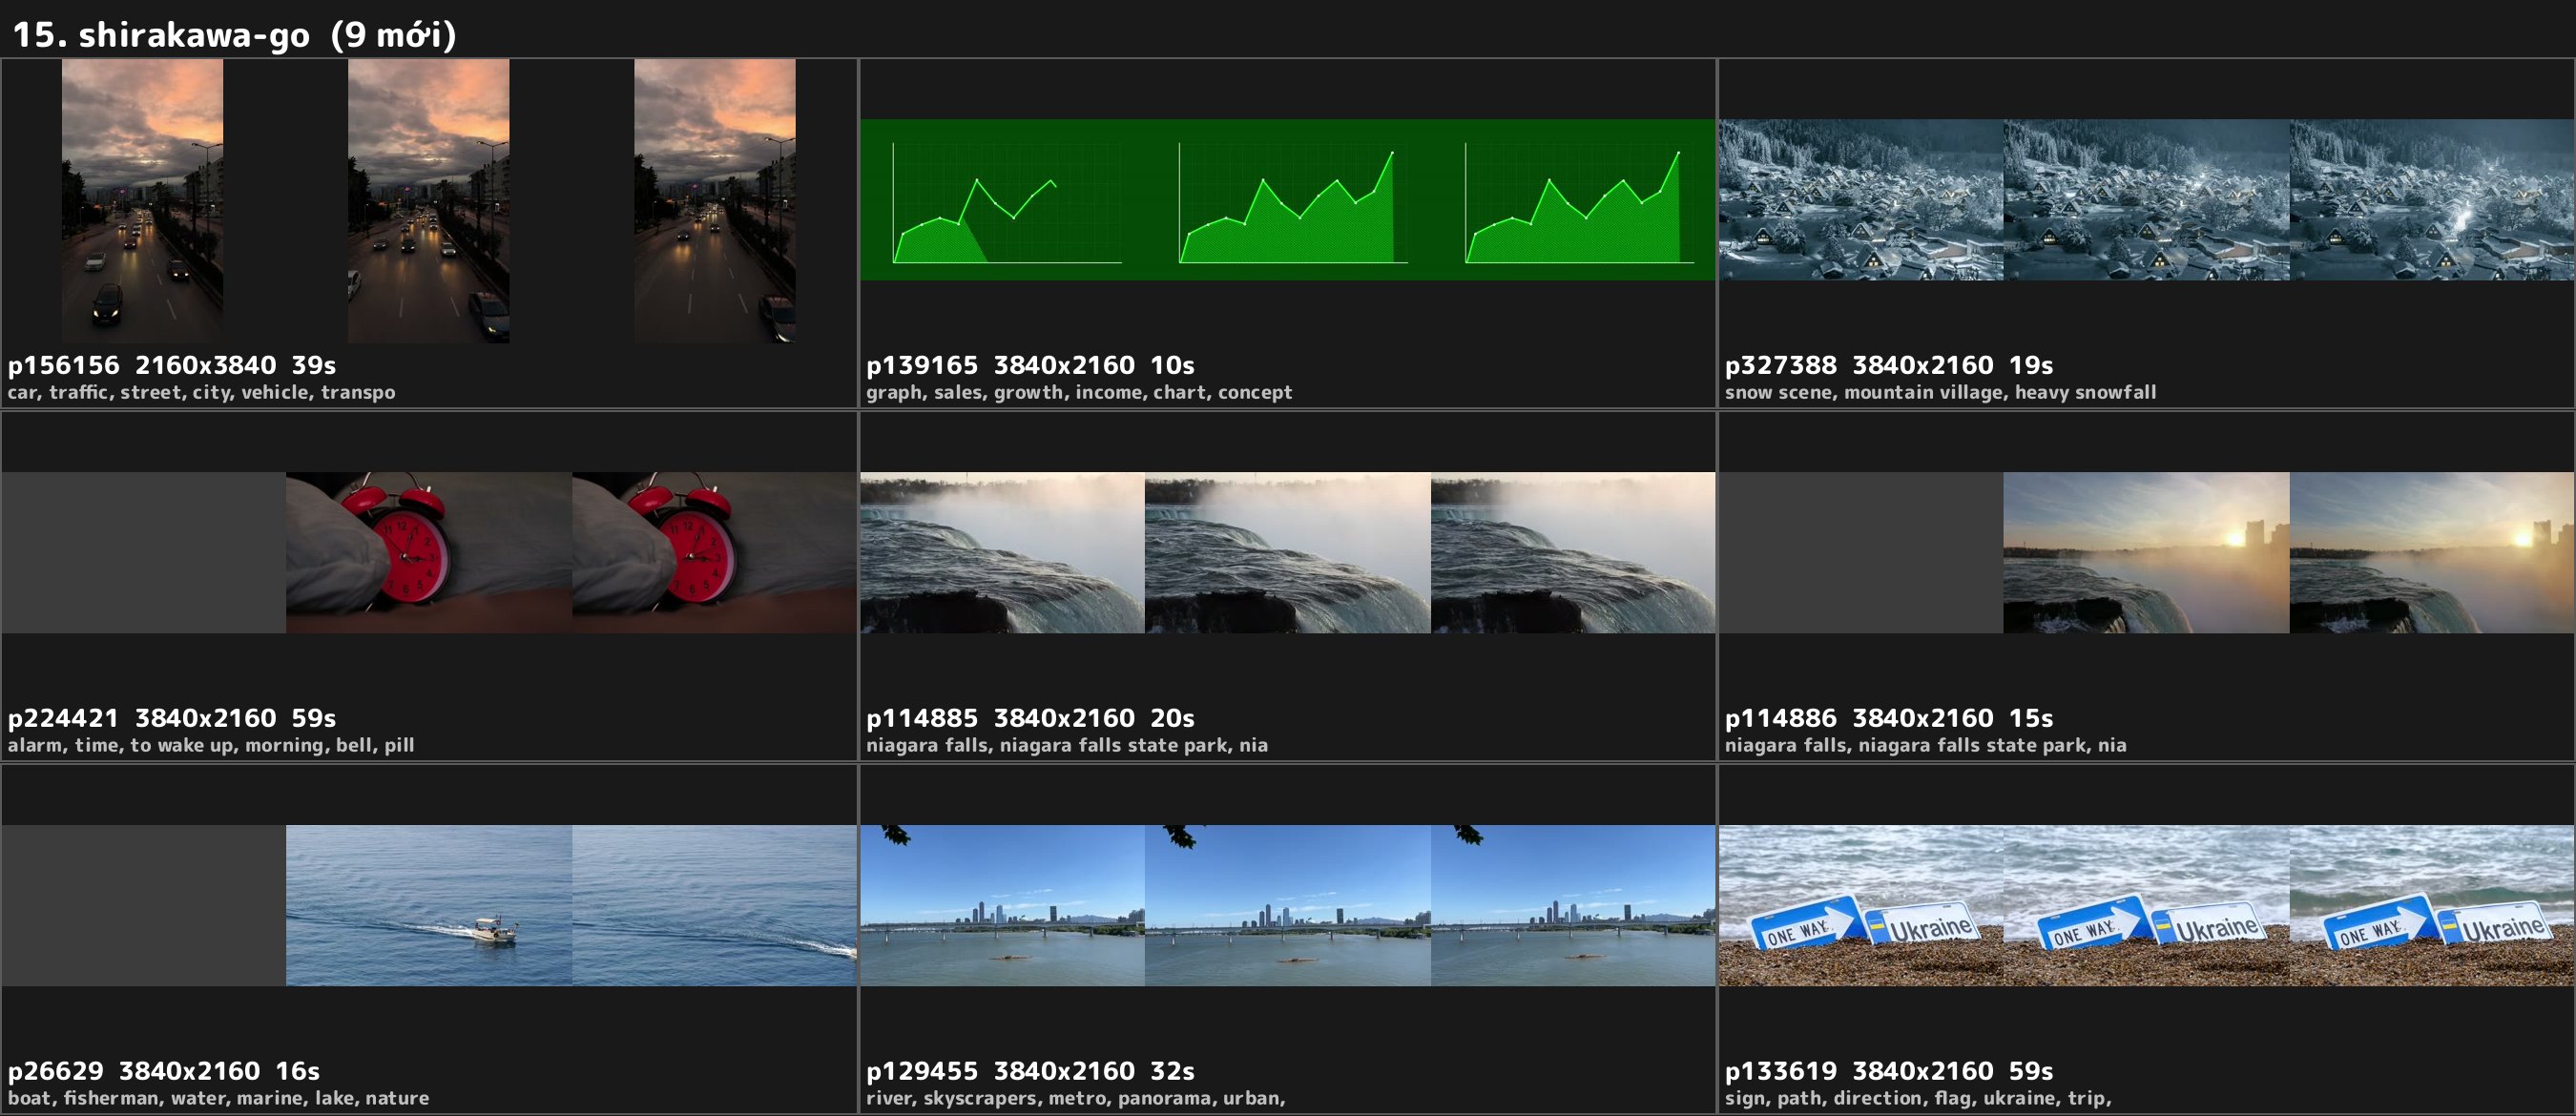 15. shirakawa-go (9 mới)
p156156 2160x3840 39s
car, traffic, street, city, vehicle, transpo
p139165 3840x2160 10s
graph, sales, growth, income, chart, concept
p327388 3840x2160 19s
snow scene, mountain village, heavy snowfall
p224421 3840x2160 59s
alarm, time, to wake up, morning, bell, pill
p114885 3840x2160 20s
niagara falls, niagara falls state park, nia
p114886 3840x2160 15s
niagara falls, niagara falls state park, nia
ONE WAY Ukraine
ONE WAY Ukraine
ONE WAY Ukraine
p26629 3840x2160 16s
boat, fisherman, water, marine, lake, nature
p129455 3840x2160 32s
river, skyscrapers, metro, panorama, urban,
p133619 3840x2160 59s
sign, path, direction, flag, ukraine, trip,